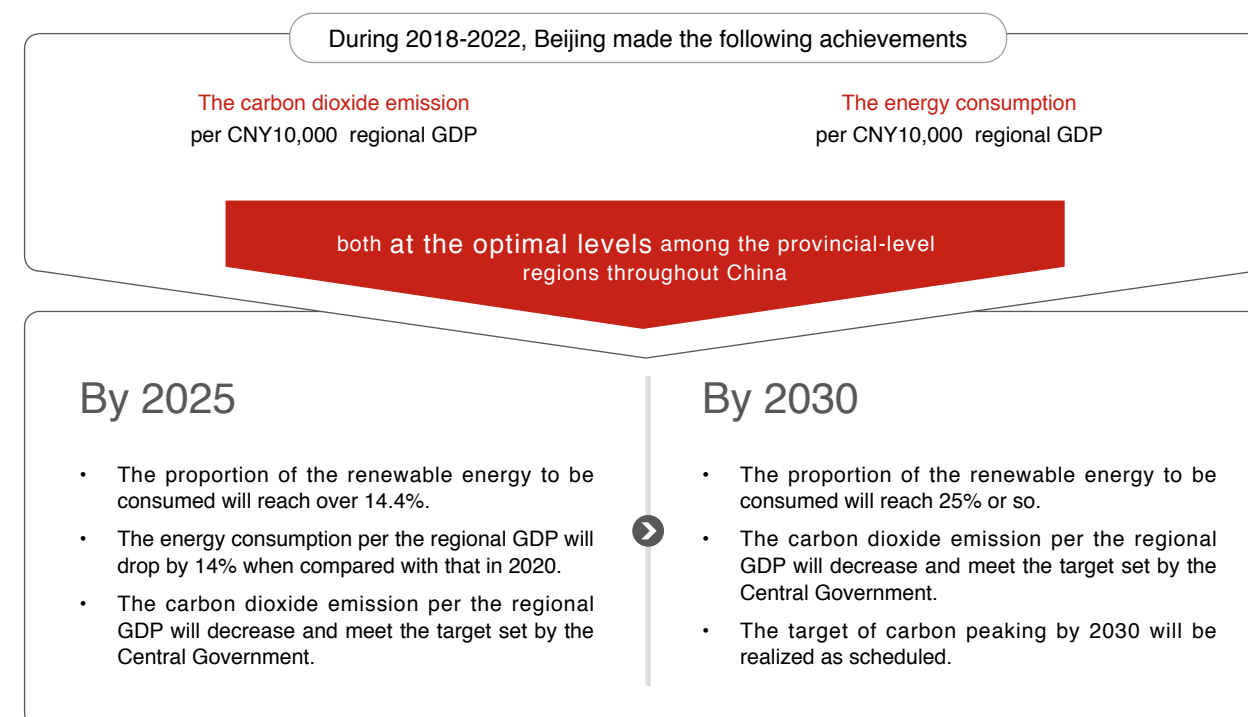 During 2018-2022, Beijing made the following achievements
The carbon dioxide emission
per CNY10,000 regional GDP
The energy consumption
per CNY10,000 regional GDP
both at the optimal levels among the provincial-level
regions throughout China
By 2025
• The proportion of the renewable energy to be
consumed will reach over 14.4%.
• The energy consumption per the regional GDP will
drop by 14% when compared with that in 2020.
• The carbon dioxide emission per the regional
GDP will decrease and meet the target set by the
Central Government.
By 2030
• The proportion of the renewable energy to be
consumed will reach 25% or so.
• The carbon dioxide emission per the regional
GDP will decrease and meet the target set by the
Central Government.
• The target of carbon peaking by 2030 will be
realized as scheduled.